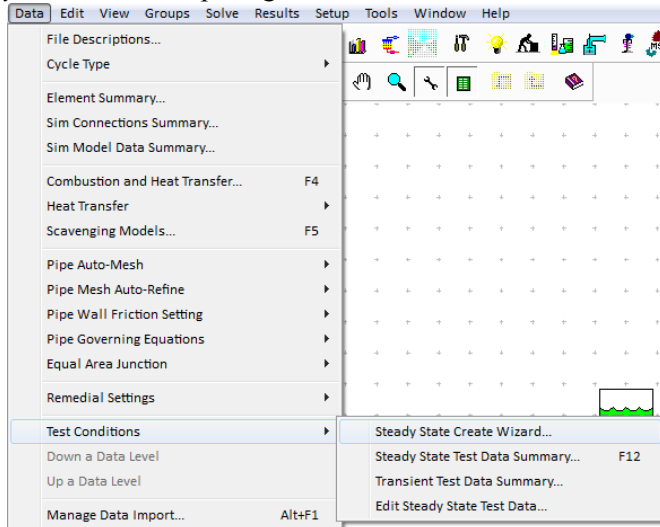 Data Edit View Groups Solve Results Setup Tools Window Help
File Descriptions...
Cycle Type
Element Summary...
Sim Connections Summary...
Sim Model Data Summary...
Combustion and Heat Transfer... F4
Heat Transfer
Scavenging Models... F5
Pipe Auto-Mesh
Pipe Mesh Auto-Refine
Pipe Wall Friction Setting
Pipe Governing Equations
Equal Area Junction
Remedial Settings
Test Conditions
Steady State Create Wizard...
Down a Data Level
Steady State Test Data Summary... F12
Up a Data Level
Transient Test Data Summary...
Edit Steady State Test Data...
Manage Data Import... Alt+F1